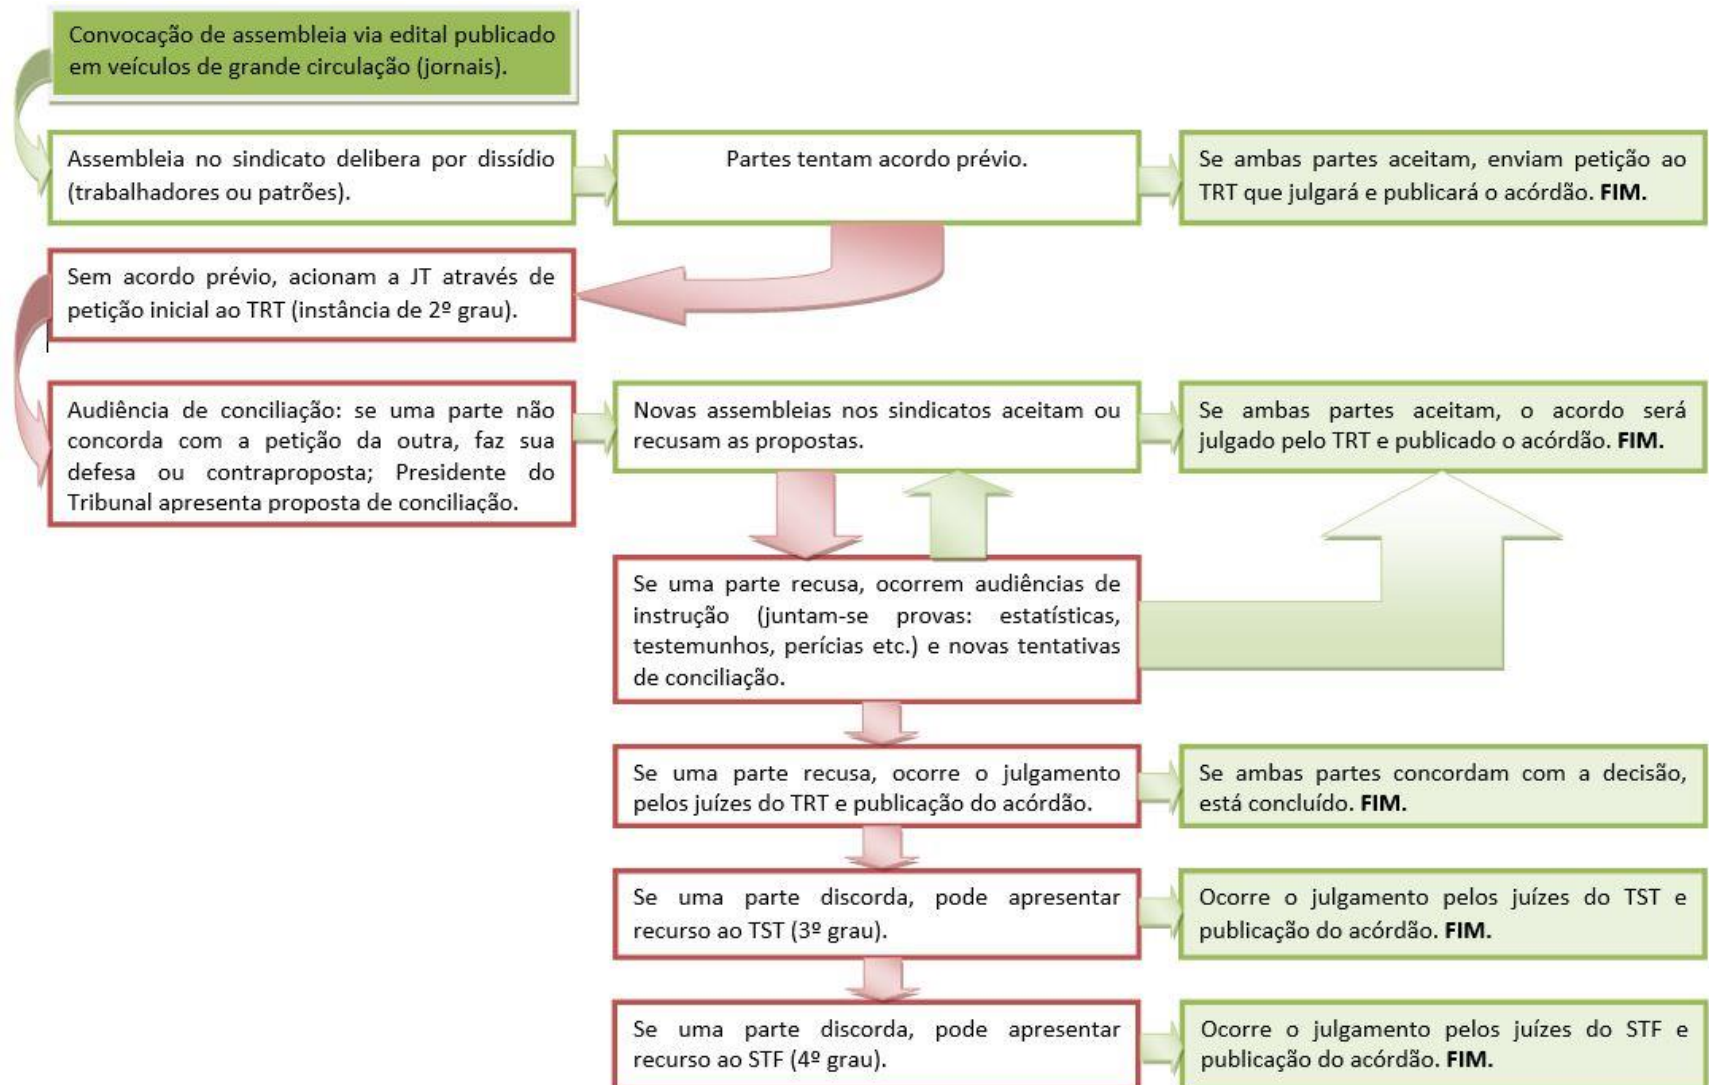 Convocação de assembleia via edital publicado
em veículos de grande circulação (jornais).
Assembleia no sindicato delibera por dissídio
(trabalhadores ou patrões).
Partes tentam acordo prévio.
Se ambas partes aceitam, enviam petição ao
TRT que julgará e publicará o acórdão. FIM.
Sem acordo prévio, acionam a JT através de
petição inicial ao TRT (instância de 2º grau).
Audiência de conciliação: se uma parte não
concorda com a petição da outra, faz sua
defesa ou contraproposta; Presidente do
Tribunal apresenta proposta de conciliação.
Novas assembleias nos sindicatos aceitam ou
recusam as propostas.
Se ambas partes aceitam, o acordo será
julgado pelo TRT e publicado o acórdão. FIM.
Se uma parte recusa, ocorrem audiências de
instrução (juntam-se provas: estatísticas,
testemunhos, perícias etc.) e novas tentativas
de conciliação.
Se uma parte recusa, ocorre o julgamento
pelos juízes do TRT e publicação do acórdão.
Se ambas partes concordam com a decisão,
está concluído. FIM.
Se uma parte discorda, pode apresentar
recurso ao TST (3º grau).
Ocorre o julgamento pelos juízes do TST e
publicação do acórdão. FIM.
Se uma parte discorda, pode apresentar
recurso ao STF (4º grau).
Ocorre o julgamento pelos juízes do STF e
publicação do acórdão. FIM.